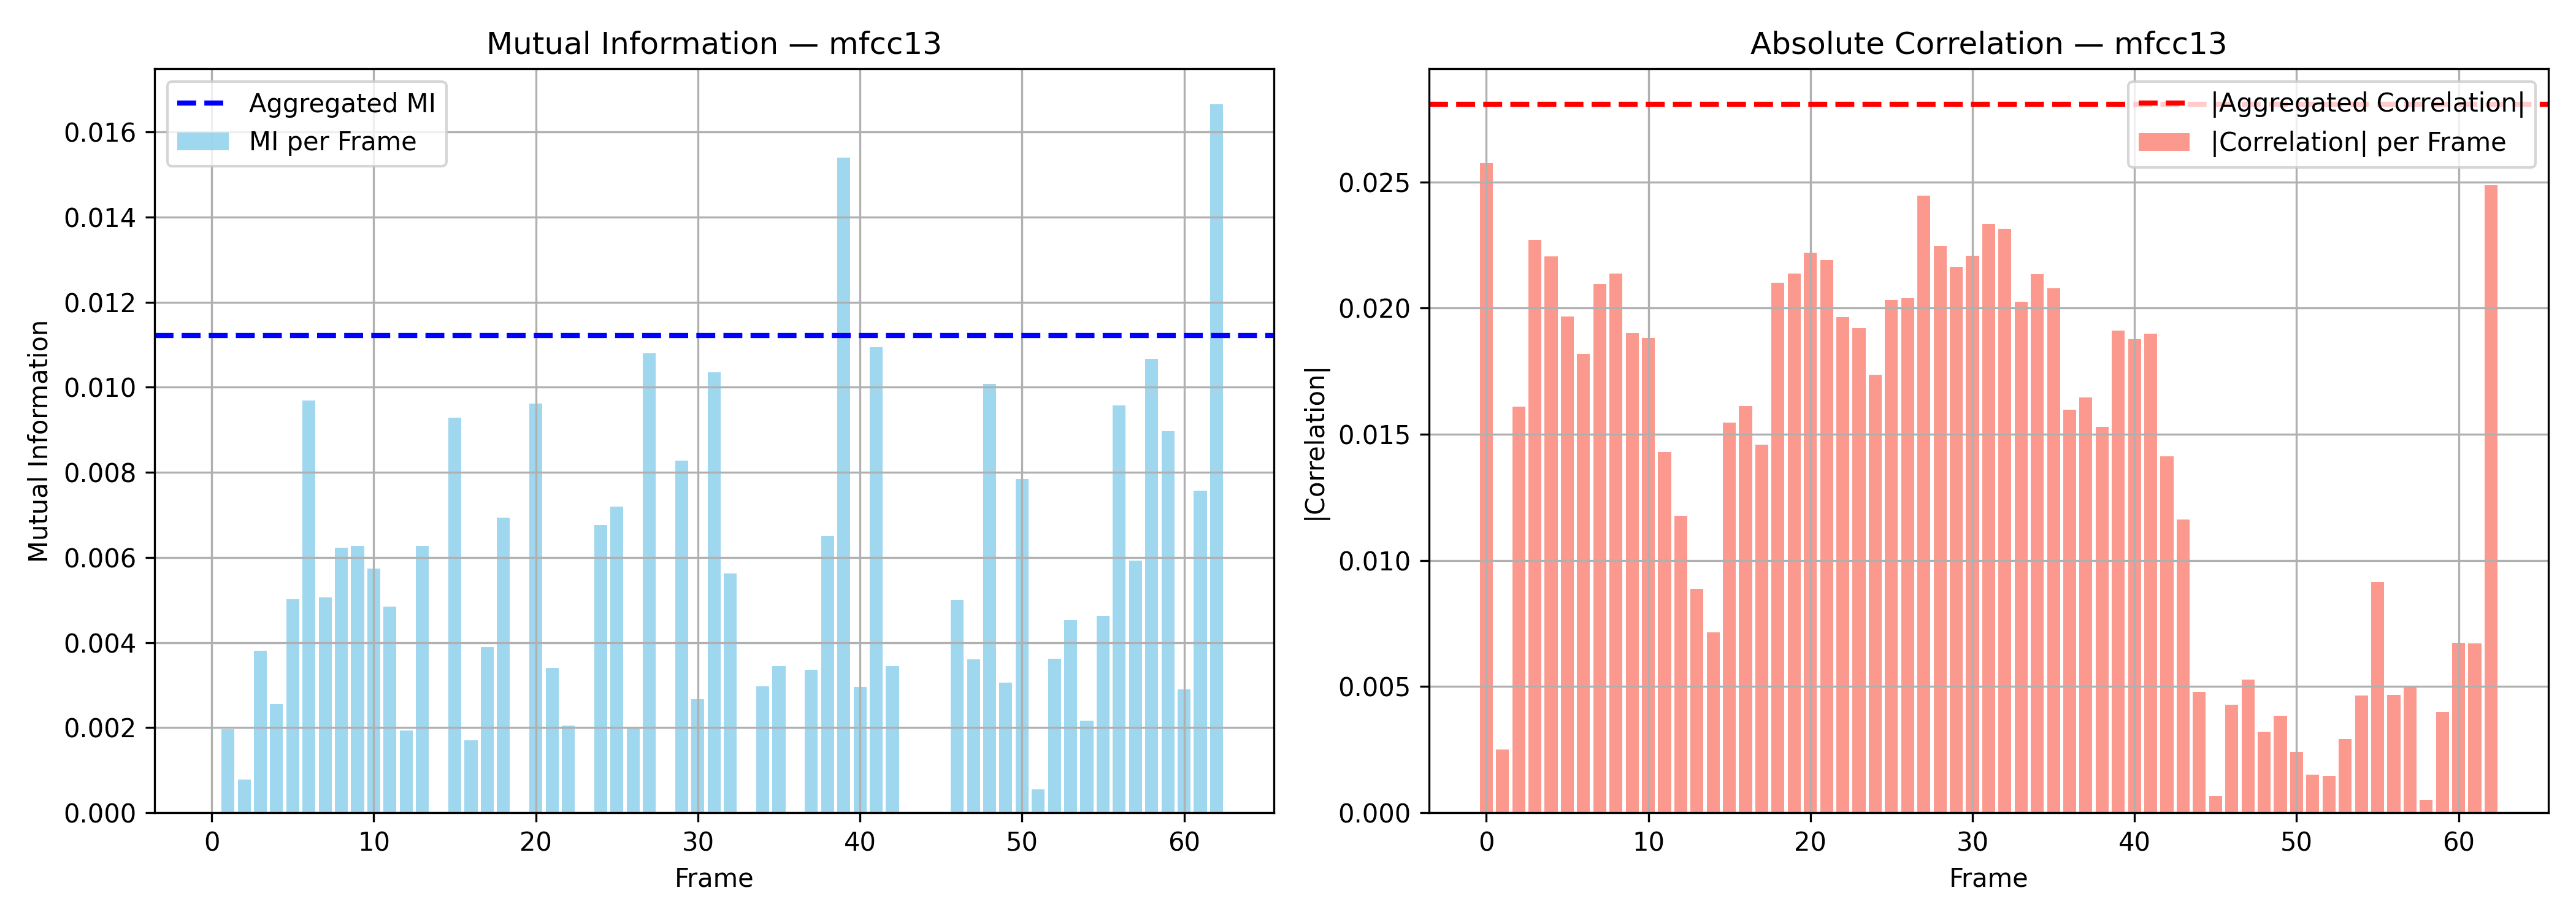 Mutual Information — mfcc13
Aggregated MI
MI per Frame
0.016
0.014
0.012
0.010
0.008
0.006
0.004
0.002
0.000
Mutual Information
0 10 20 30 40 50 60
Frame
Absolute Correlation — mfcc13
|Aggregated Correlation|
|Correlation| per Frame
0.025
0.020
0.015
0.010
0.005
0.000
|Correlation|
0 10 20 30 40 50 60
Frame